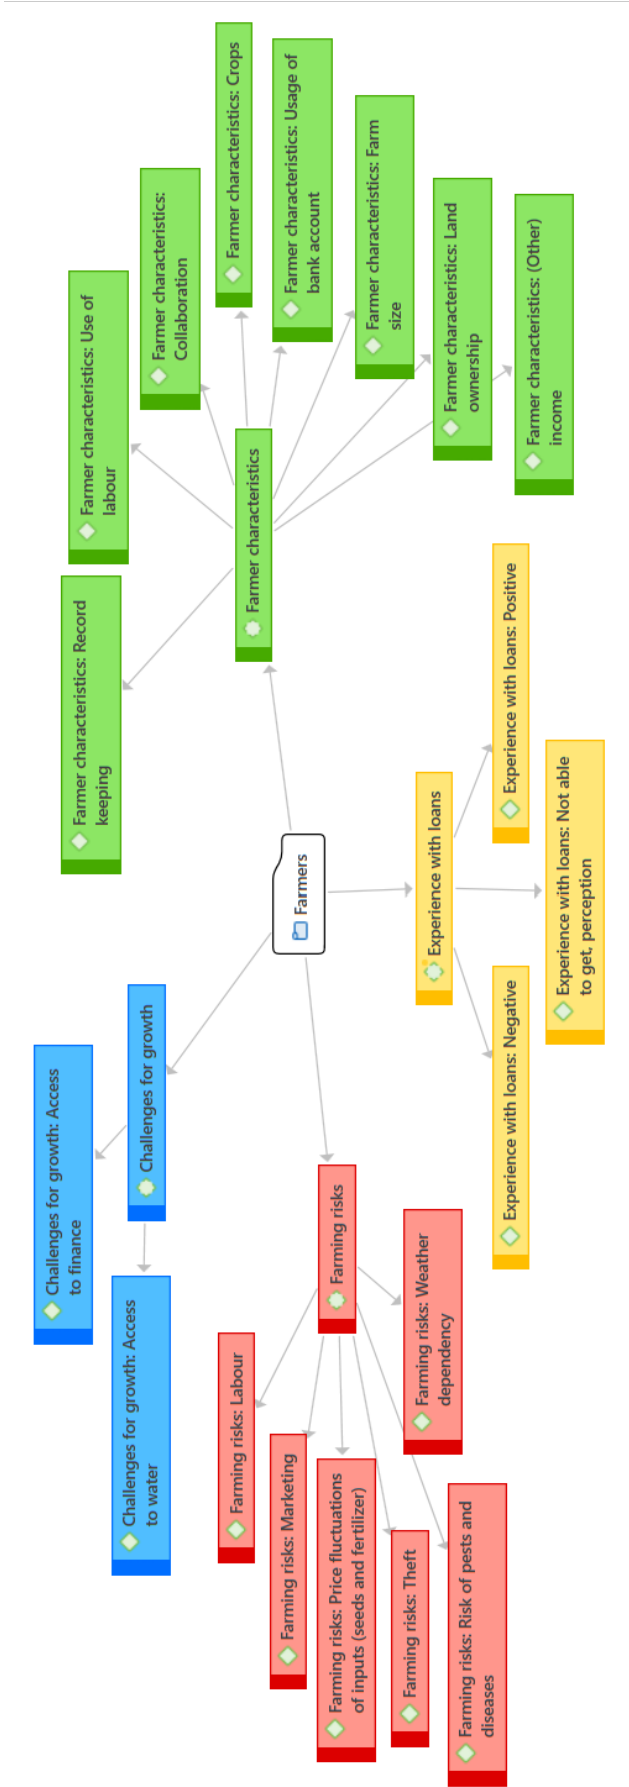 Challenges for growth: Access
to finance
Challenges for growth: Access
to water
Challenges for growth
Farmer characteristics: Record
keeping
Farmer characteristics: Use of
labour
Farmer characteristics:
Collaboration
Farmer characteristics: Crops
Farmer characteristics: Usage of
bank account
Farmer characteristics: Farm
size
Farmer characteristics: Land
ownership
Farmer characteristics: (Other)
income
Farmer characteristics
Farmers
Farming risks
Farming risks: Labour
Farming risks: Marketing
Farming risks: Price fluctuations
of inputs (seeds and fertilizer)
Farming risks: Theft
Farming risks: Risk of pests and
diseases
Farming risks: Weather
dependency
Experience with loans
Experience with loans: Negative
Experience with loans: Not able
to get, perception
Experience with loans: Positive